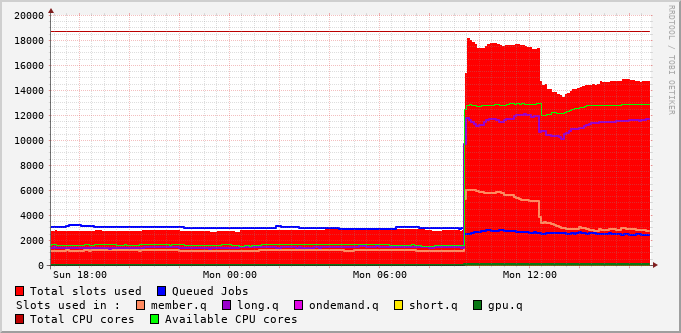 20000
18000
16000
14000
12000
10000
8000
6000
4000
2000
0
Sun 18:00 Mon 00:00 Mon 06:00 Mon 12:00
RRDTOOL / TOBI OETIKER
Total slots used Queued Jobs
Slots used in : member.q long.q ondemand.q short.q gpu.q
Total CPU cores Available CPU cores